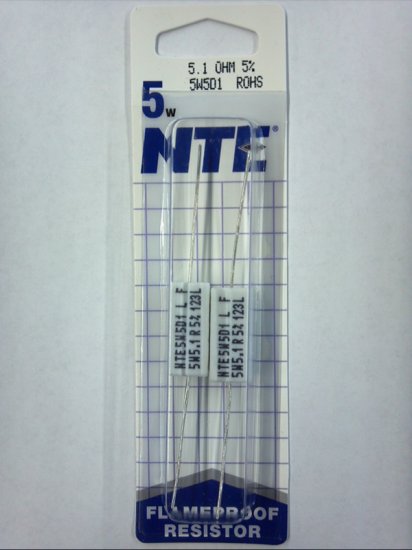 5.1 OHM 5%
5W5D1 ROHS
5W
NTE®
NTE5W5D1 L F
5W5.1R5% 123L
NTE5W5D1 L F
5W5.1R5% 123L
FLAMEPROOF
RESISTOR